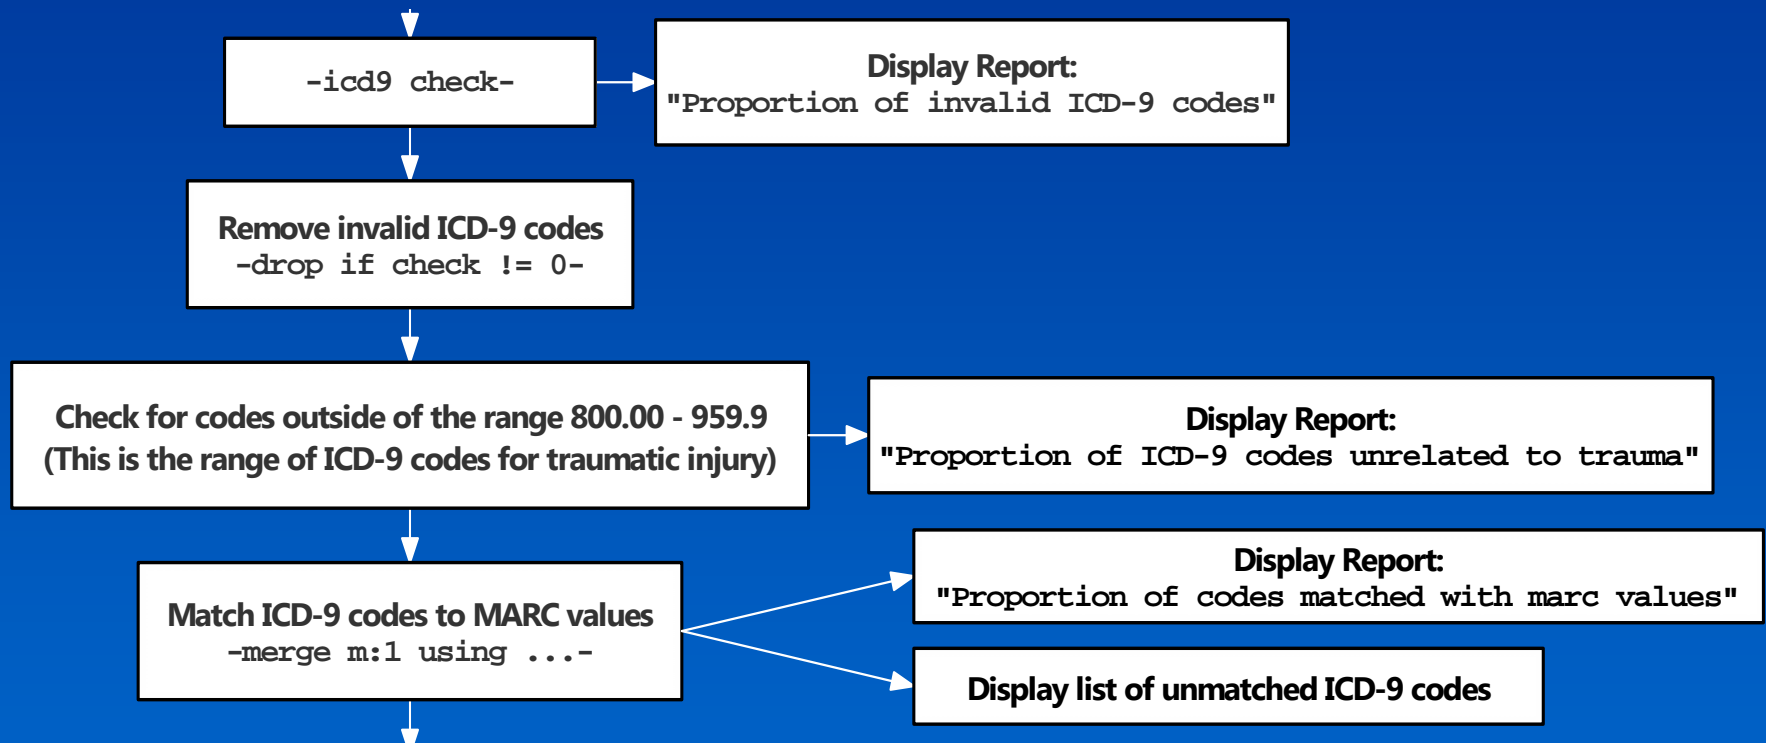 -icd9 check-
Display Report:
"Proportion of invalid ICD-9 codes"
Remove invalid ICD-9 codes
-drop if check != 0-
Check for codes outside of the range 800.00 - 959.9
(This is the range of ICD-9 codes for traumatic injury)
Display Report:
"Proportion of ICD-9 codes unrelated to trauma"
Match ICD-9 codes to MARC values
-merge m:1 using ...-
Display Report:
"Proportion of codes matched with marc values"
Display list of unmatched ICD-9 codes